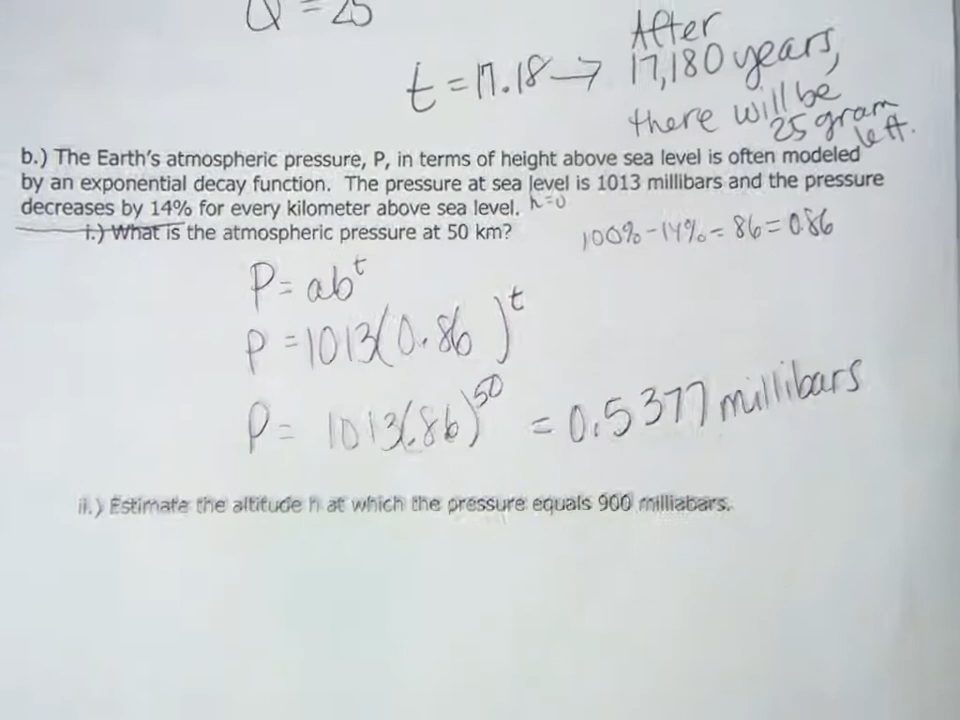 Q = 25
t = 17.18 → After
17,180 years,
there will be
25 gram
left.
b.) The Earth's atmospheric pressure, P, in terms of height above sea level is often modeled
by an exponential decay function. The pressure at sea level is 1013 millibars and the pressure
decreases by 14% for every kilometer above sea level. h=0
i.) What is the atmospheric pressure at 50 km? 100% - 14% = 86 = 0.86
P = ab^t
P = 1013(0.86 )^t
P = 1013(.86)^50 = 0.5377 millibars
ii.) Estimate the altitude h at which the pressure equals 900 milliabars.